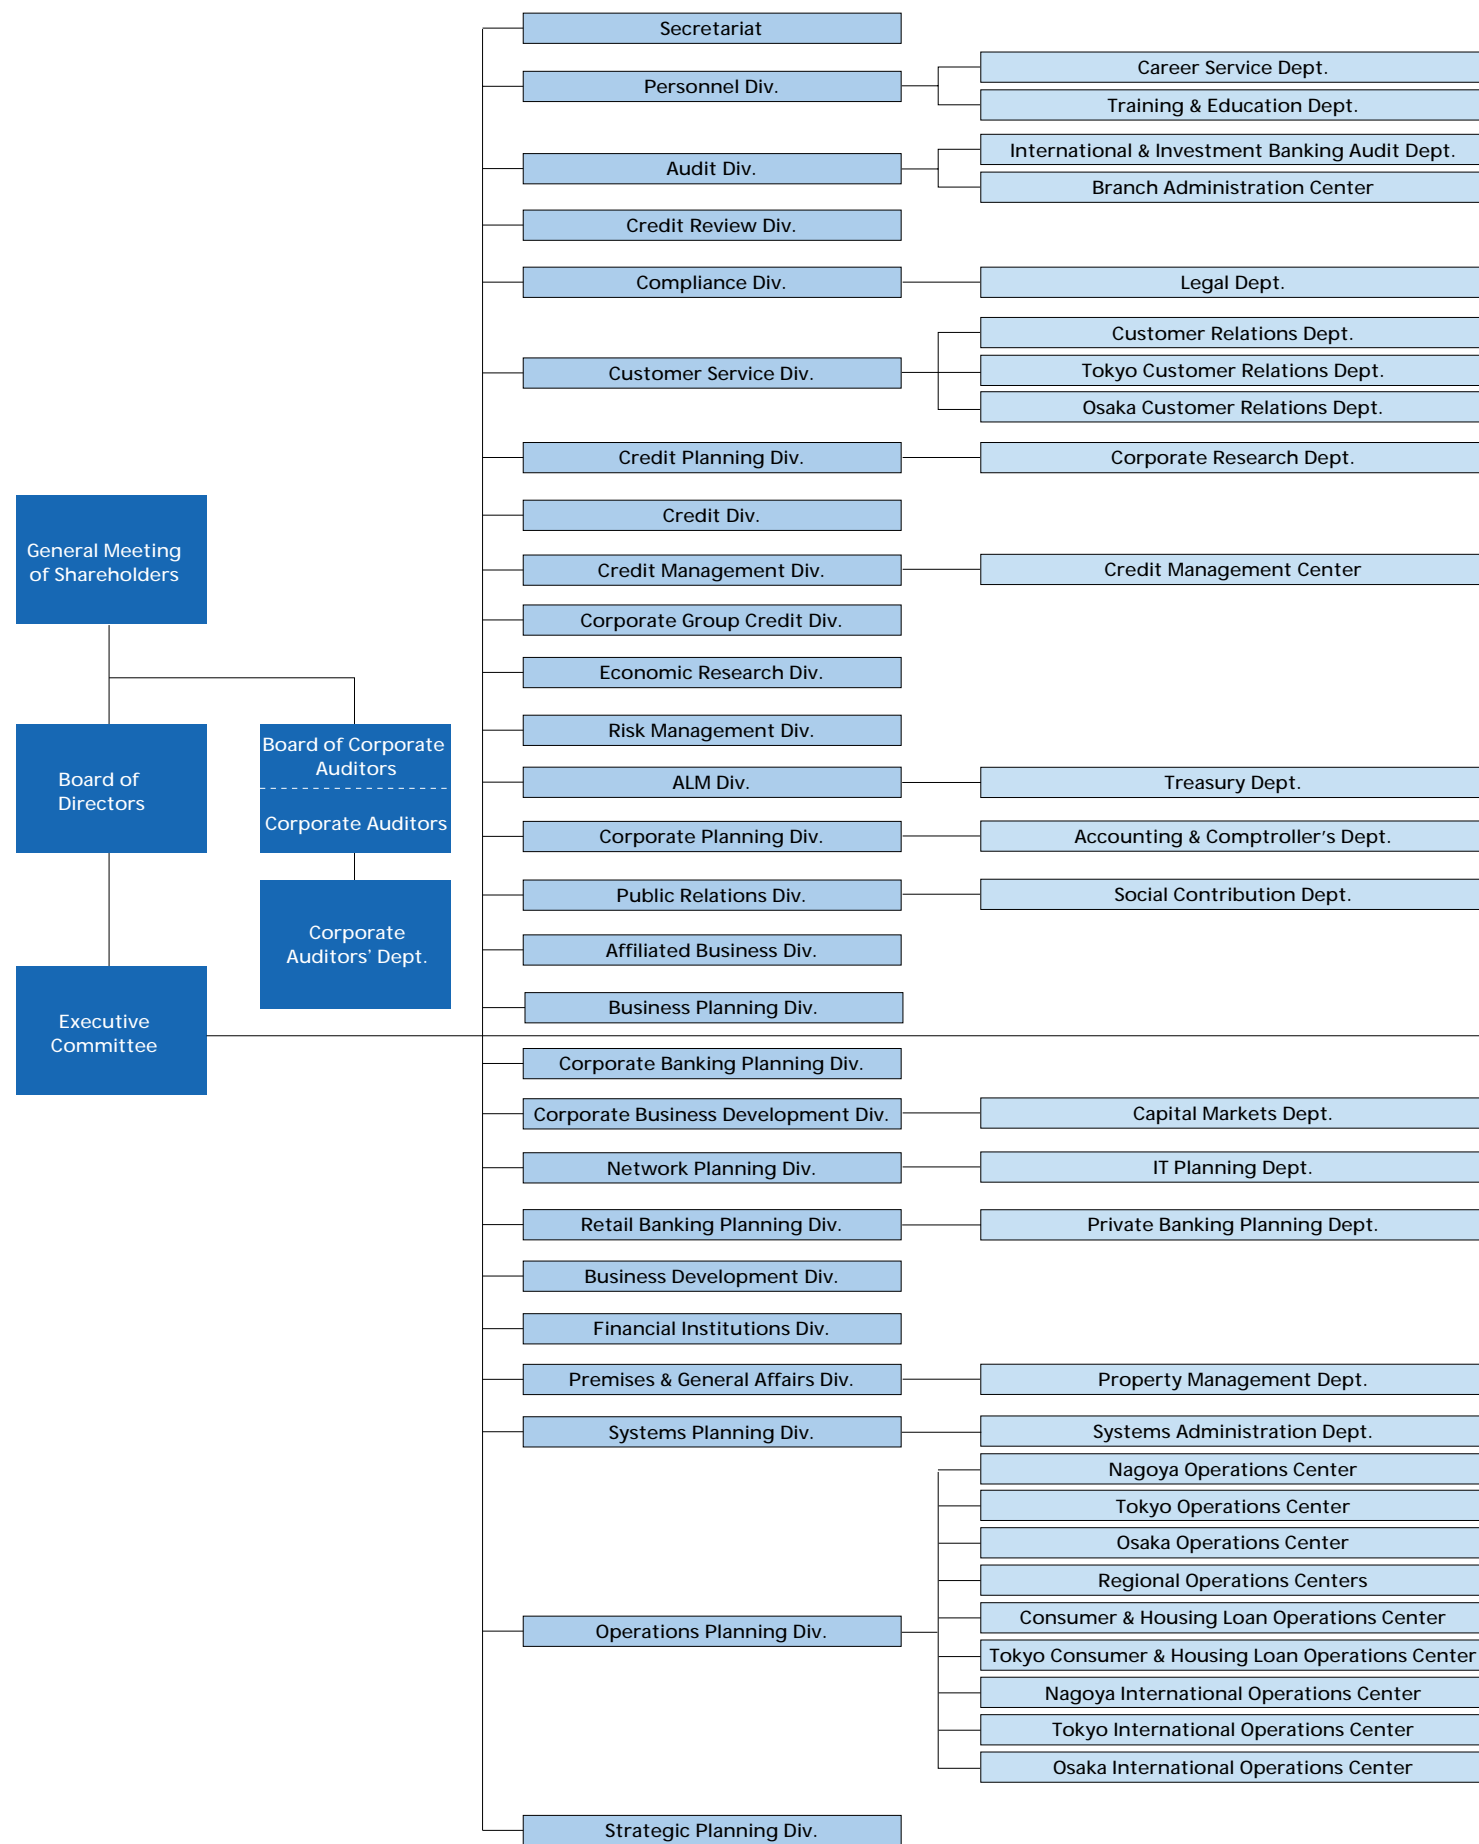 General Meeting
of Shareholders
Board of
Directors
Board of Corporate
Auditors
Corporate Auditors
Corporate
Auditors' Dept.
Executive
Committee
Secretariat
Personnel Div.
Career Service Dept.
Training & Education Dept.
Audit Div.
International & Investment Banking Audit Dept.
Branch Administration Center
Credit Review Div.
Compliance Div.
Legal Dept.
Customer Service Div.
Customer Relations Dept.
Tokyo Customer Relations Dept.
Osaka Customer Relations Dept.
Credit Planning Div.
Corporate Research Dept.
Credit Div.
Credit Management Div.
Credit Management Center
Corporate Group Credit Div.
Economic Research Div.
Risk Management Div.
ALM Div.
Treasury Dept.
Corporate Planning Div.
Accounting & Comptroller's Dept.
Public Relations Div.
Social Contribution Dept.
Affiliated Business Div.
Business Planning Div.
Corporate Banking Planning Div.
Corporate Business Development Div.
Capital Markets Dept.
Network Planning Div.
IT Planning Dept.
Retail Banking Planning Div.
Private Banking Planning Dept.
Business Development Div.
Financial Institutions Div.
Premises & General Affairs Div.
Property Management Dept.
Systems Planning Div.
Systems Administration Dept.
Operations Planning Div.
Nagoya Operations Center
Tokyo Operations Center
Osaka Operations Center
Regional Operations Centers
Consumer & Housing Loan Operations Center
Tokyo Consumer & Housing Loan Operations Center
Nagoya International Operations Center
Tokyo International Operations Center
Osaka International Operations Center
Strategic Planning Div.